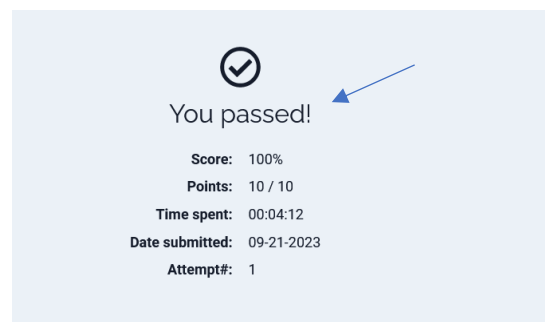 You passed!
Score: 100%
Points: 10 / 10
Time spent: 00:04:12
Date submitted: 09-21-2023
Attempt#: 1